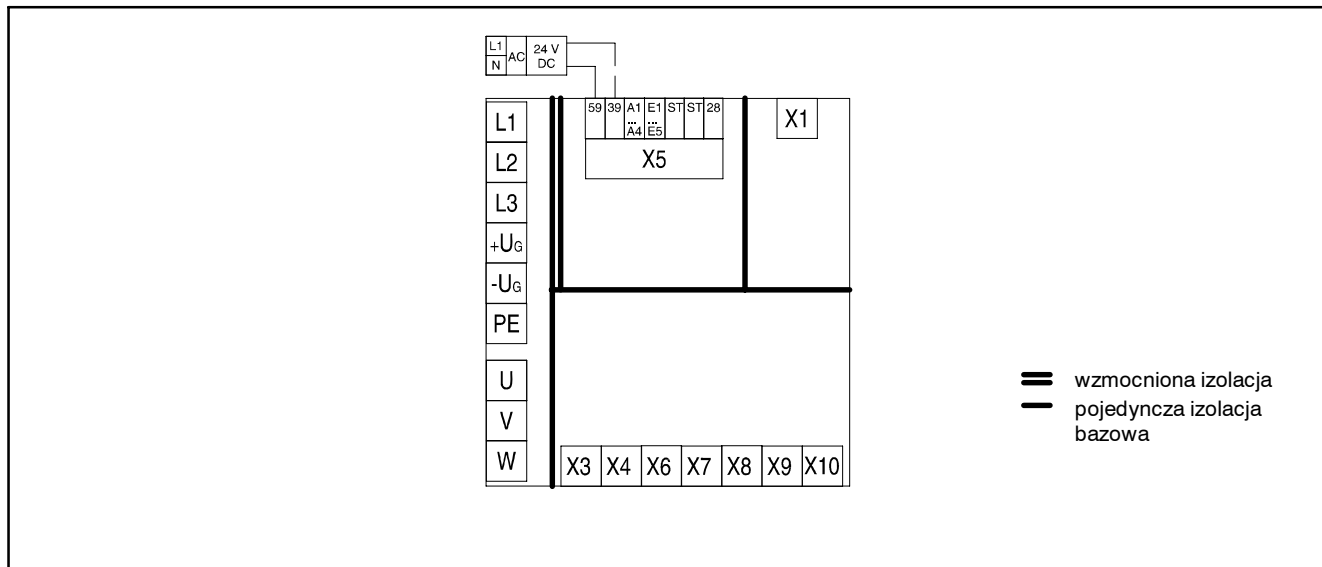 L1
N
AC
24 V
DC
59 39 A1 E1 ST ST 28
... ...
A4 E5
X5
X1
L1
L2
L3
+UG
-UG
PE
U
V
W
X3 X4 X6 X7 X8 X9 X10
wzmocniona izolacja
pojedyncza izolacja
bazowa